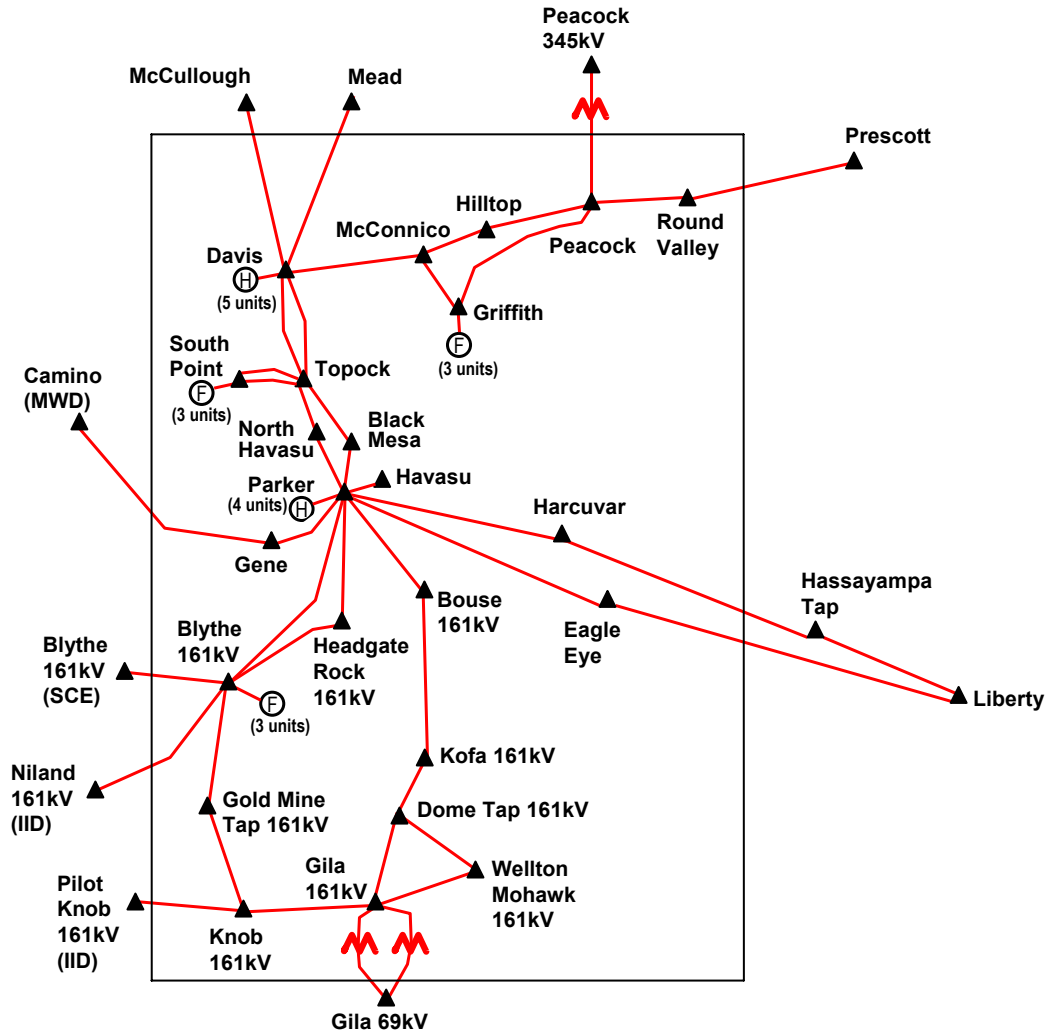 Peacock
345kV
McCullough
Mead
Prescott
Hilltop
McConnico
Peacock
Round
Valley
Davis
H
(5 units)
Griffith
F
(3 units)
South
Point
Topock
F
(3 units)
Camino
(MWD)
North
Havasu
Black
Mesa
Havasu
Parker
(4 units)
H
Harcuvar
Gene
Hassayampa
Tap
Bouse
161kV
Eagle
Eye
Blythe
161kV
Headgate
Rock
161kV
Blythe
161kV
(SCE)
F
(3 units)
Liberty
Niland
161kV
(IID)
Kofa 161kV
Gold Mine
Tap 161kV
Dome Tap 161kV
Gila
161kV
Wellton
Mohawk
161kV
Pilot
Knob
161kV
(IID)
Knob
161kV
Gila 69kV